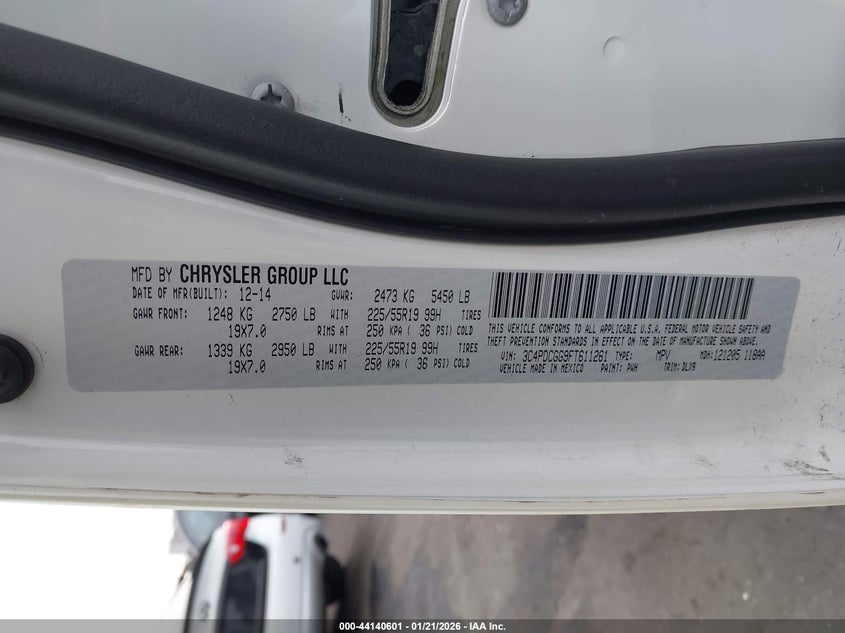 MFD BY CHRYSLER GROUP LLC
DATE OF MFR(BUILT): 12-14 GVWR: 2473 KG 5450 LB
GAWR FRONT: 1248 KG 2750 LB WITH 225/55R19 99H TIRES
19X7.0 RIMS AT 250 KPA ( 36 PSI) COLD
GAWR REAR: 1339 KG 2950 LB WITH 225/55R19 99H TIRES
19X7.0 RIMS AT 250 KPA ( 36 PSI) COLD
THIS VEHICLE CONFORMS TO ALL APPLICABLE U.S.A. FEDERAL MOTOR VEHICLE SAFETY AND
THEFT PREVENTION STANDARDS IN EFFECT ON THE DATE OF MANUFACTURE SHOWN ABOVE.
VIN: 3C4PDCGG9FT611261 TYPE: MPV MDH: 121205 118AA
VEHICLE MADE IN MEXICO PAINT: PWH TRIM: DLX9
000-44140601 - 01/21/2026 - IAA Inc.